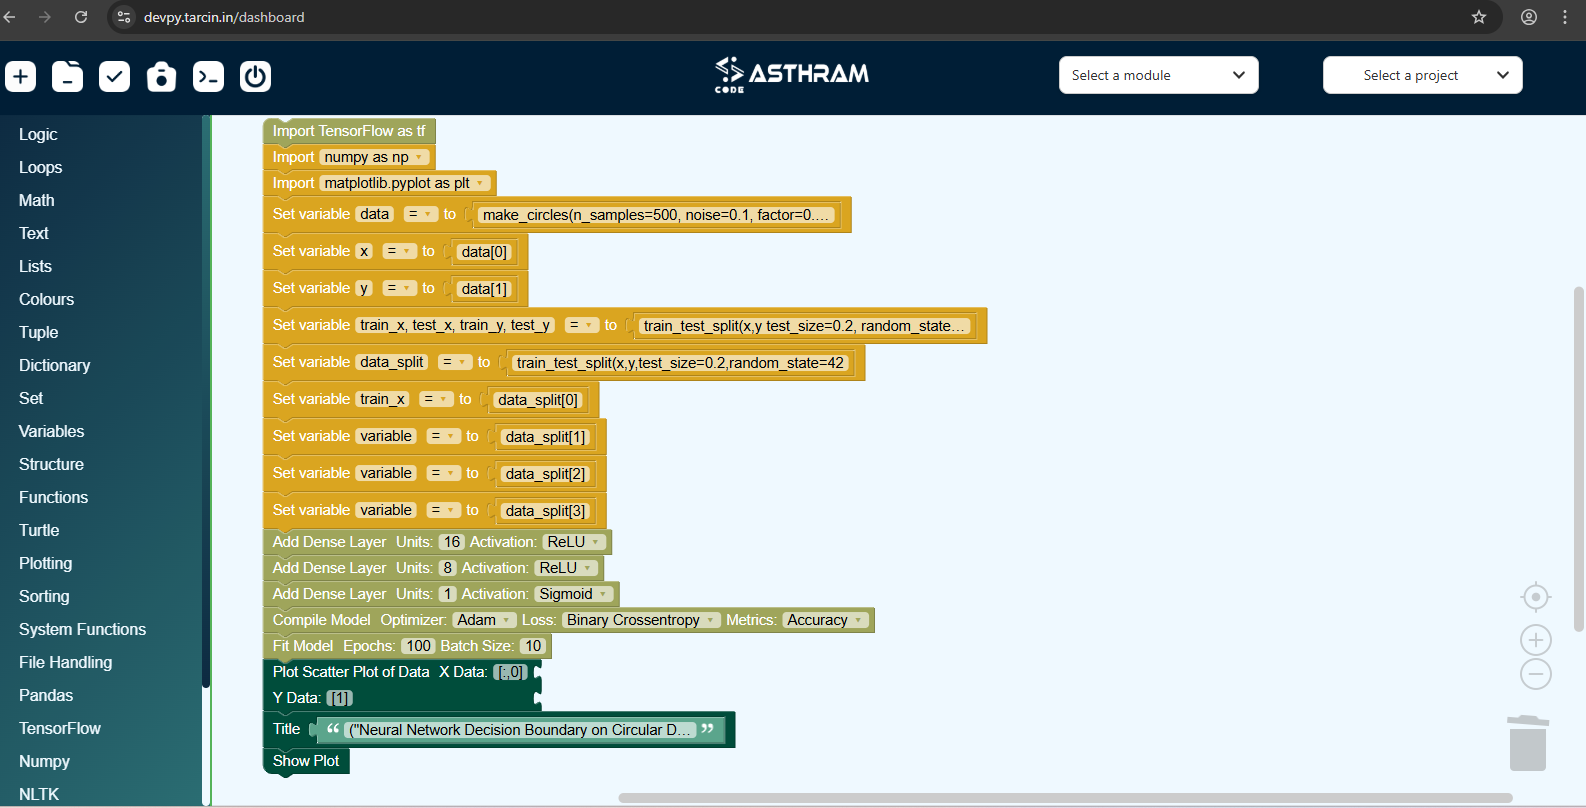 devpy.tarcin.in/dashboard
ASTHRAM
CODE
Select a module
Select a project
Logic
Loops
Math
Text
Lists
Colours
Tuple
Dictionary
Set
Variables
Structure
Functions
Turtle
Plotting
Sorting
System Functions
File Handling
Pandas
TensorFlow
Numpy
NLTK
Import TensorFlow as tf
Import numpy as np
Import matplotlib.pyplot as plt
Set variable data = to make_circles(n_samples=500, noise=0.1, factor=0....
Set variable x = to data[0]
Set variable y = to data[1]
Set variable train_x, test_x, train_y, test_y = to train_test_split(x,y test_size=0.2, random_state...
Set variable data_split = to train_test_split(x,y,test_size=0.2,random_state=42
Set variable train_x = to data_split[0]
Set variable variable = to data_split[1]
Set variable variable = to data_split[2]
Set variable variable = to data_split[3]
Add Dense Layer Units: 16 Activation: ReLU
Add Dense Layer Units: 8 Activation: ReLU
Add Dense Layer Units: 1 Activation: Sigmoid
Compile Model Optimizer: Adam Loss: Binary Crossentropy Metrics: Accuracy
Fit Model Epochs: 100 Batch Size: 10
Plot Scatter Plot of Data X Data: [:,0]
Y Data: [1]
Title “ ("Neural Network Decision Boundary on Circular D... ”
Show Plot